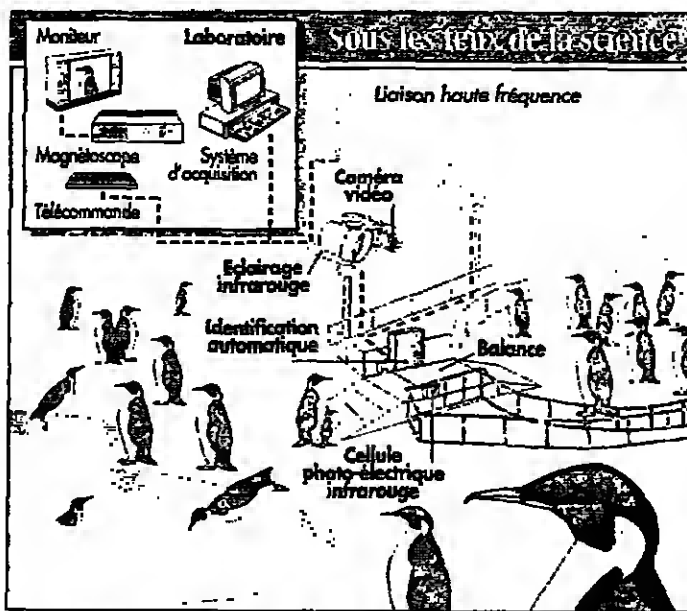 Sous les yeux de la science
Moniteur
Laboratoire
Liaison haute fréquence
Magnétoscope
Système
d'acquisition
Télécommande
Caméra
vidéo
Eclairage
infrarouge
Identification
automatique
Balance
Cellule
photo-électrique
infrarouge